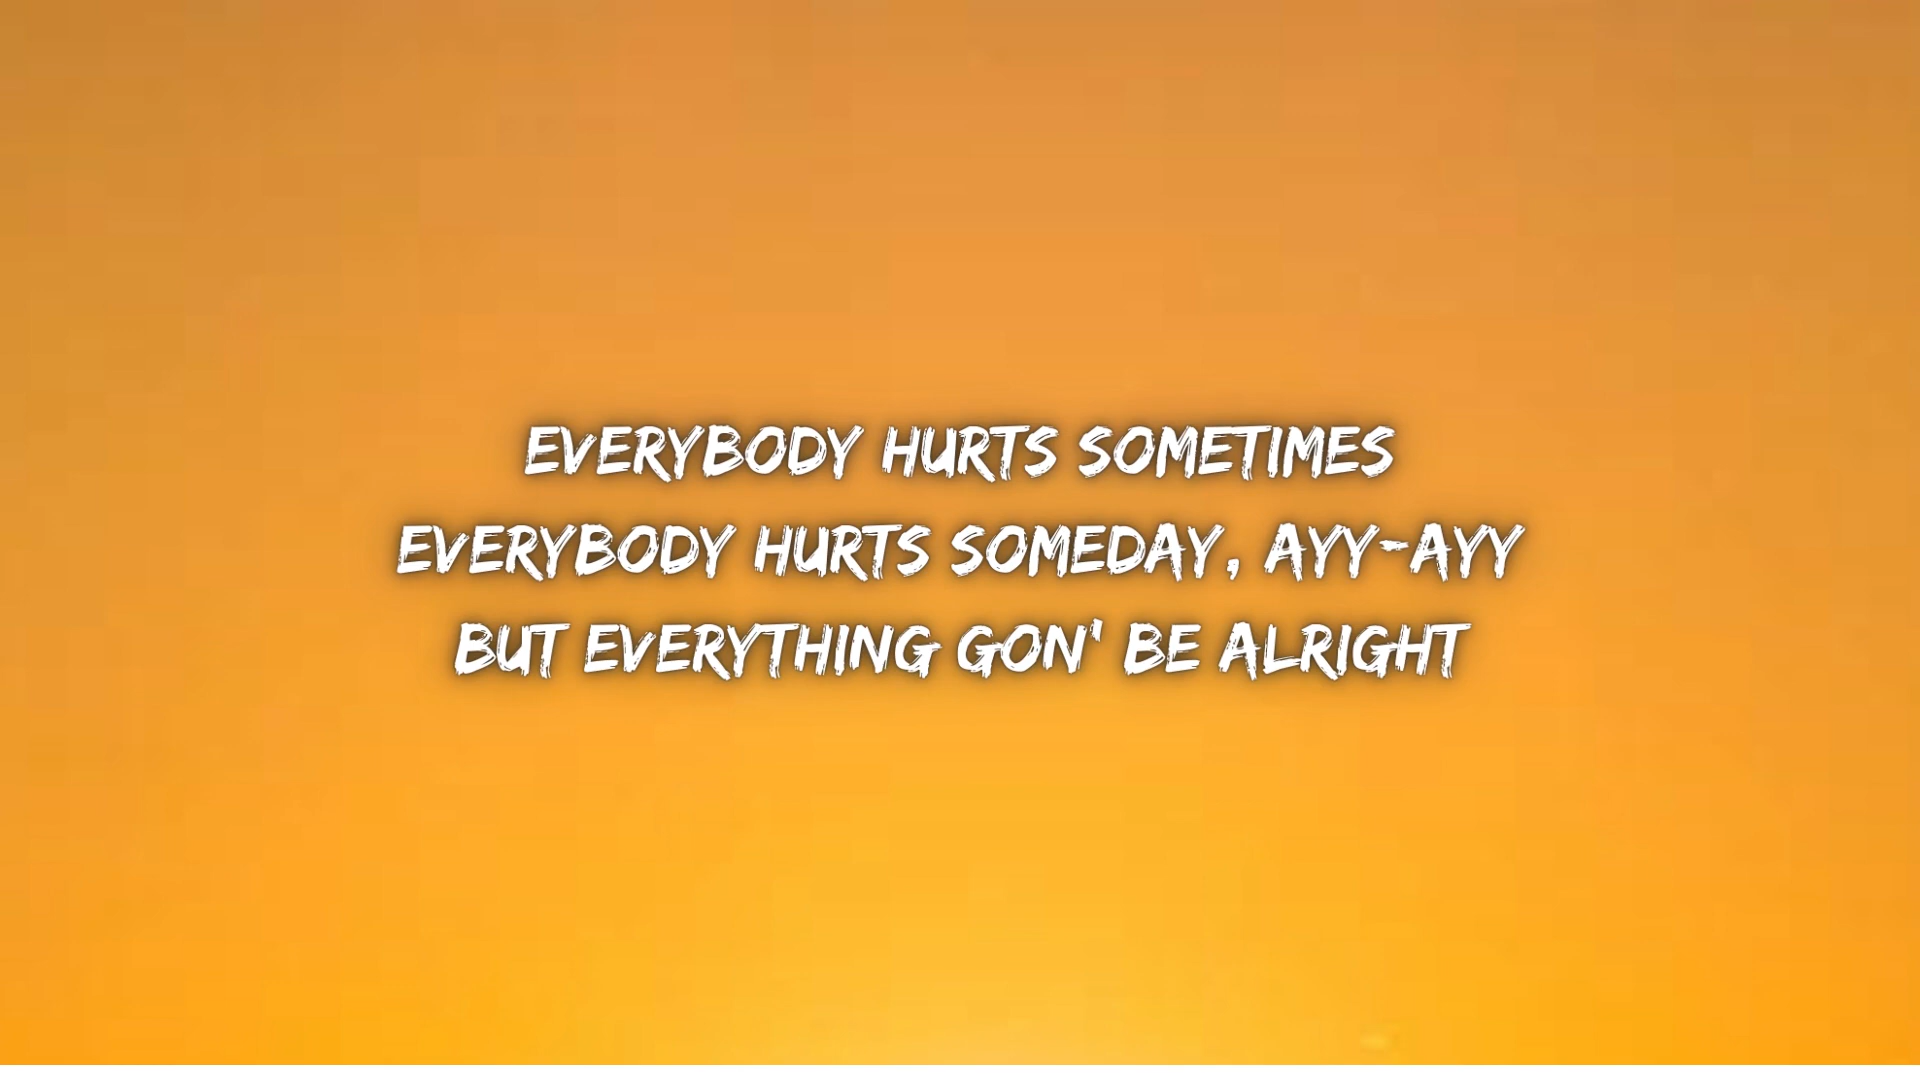 EVERYBODY HURTS SOMETIMES
EVERYBODY HURTS SOMEDAY, AYY-AYY
BUT EVERYTHING GON' BE ALRIGHT